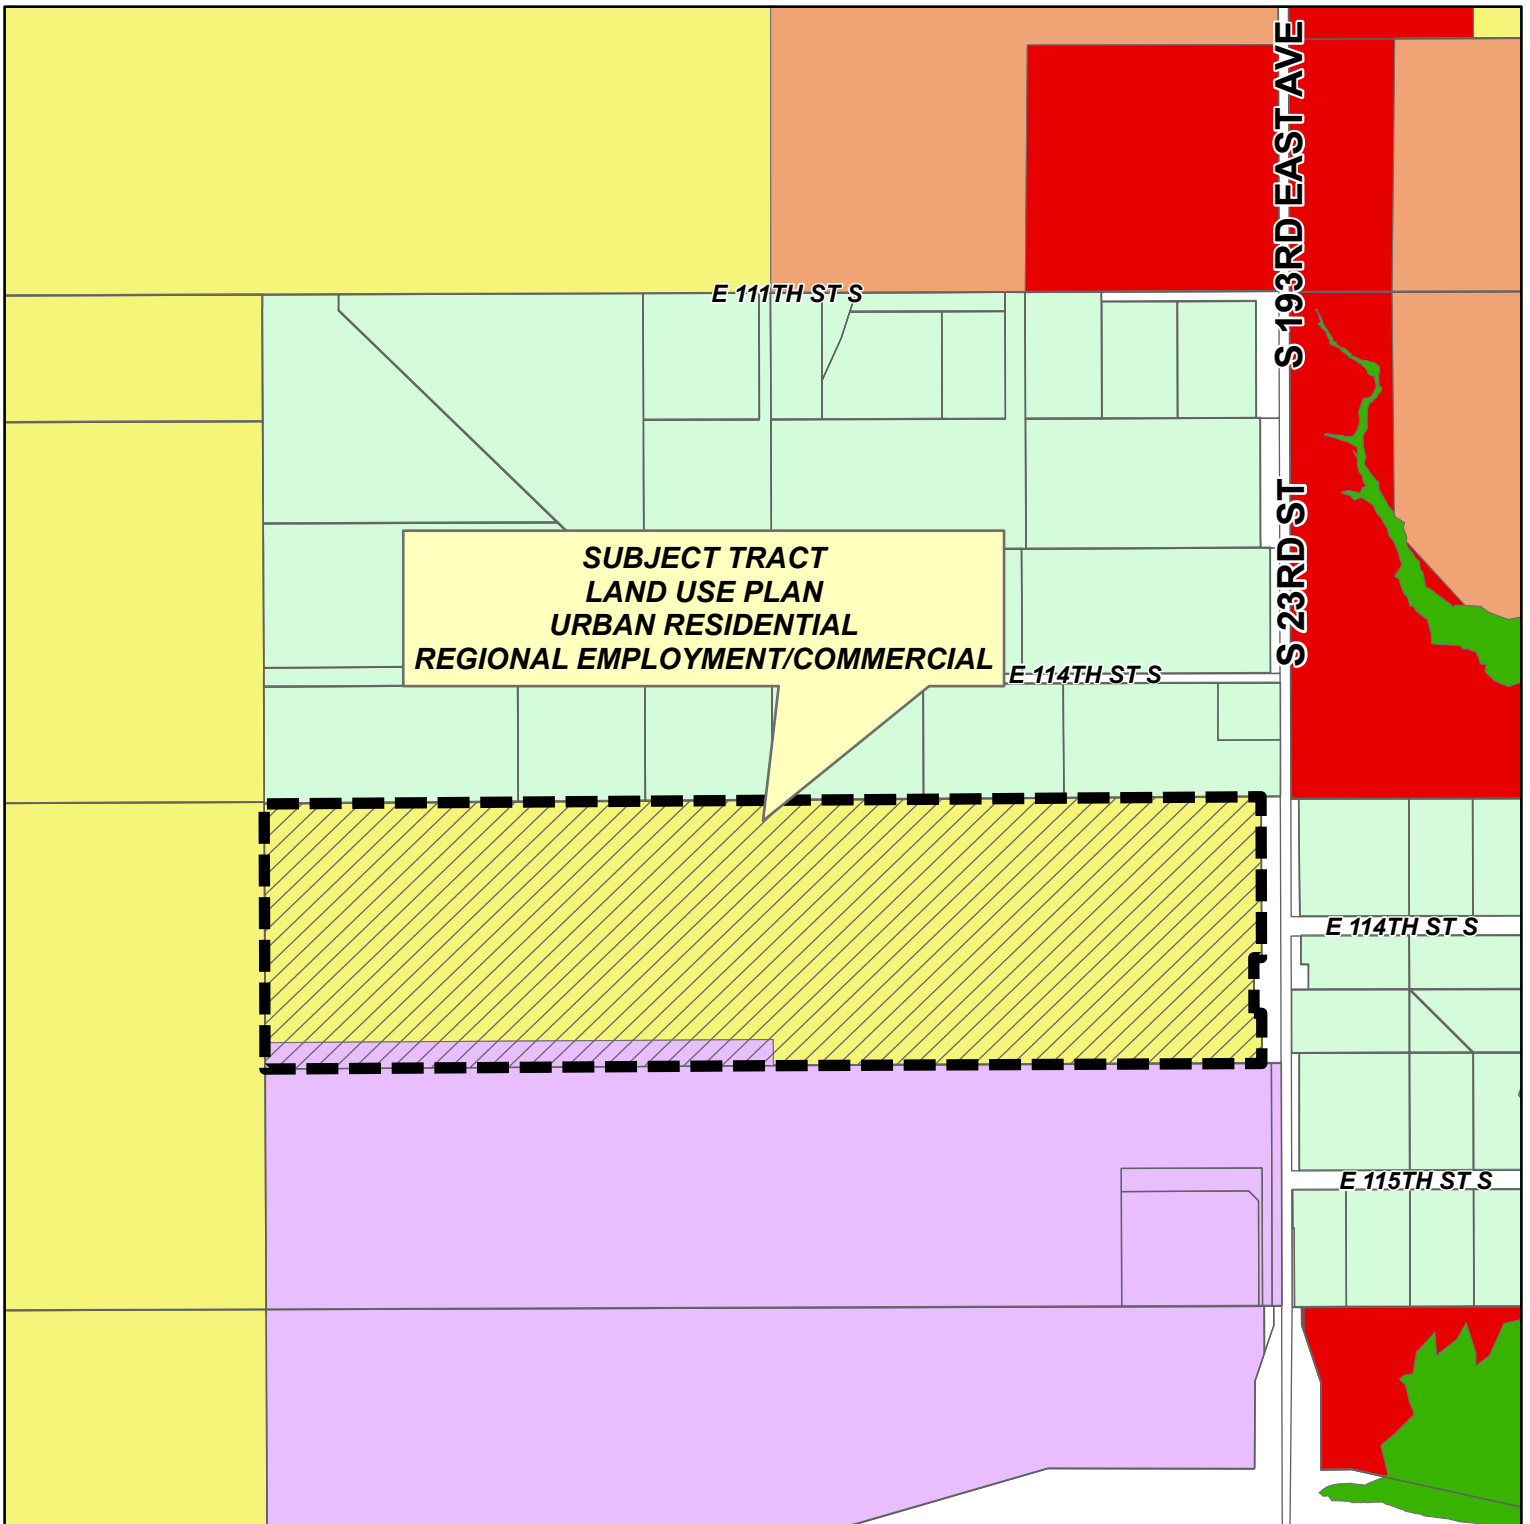 S 193RD EAST AVE
E 111TH ST S
S 23RD ST
SUBJECT TRACT
LAND USE PLAN
URBAN RESIDENTIAL
REGIONAL EMPLOYMENT/COMMERCIAL
E 114TH ST S
E 114TH ST S
E 115TH ST S